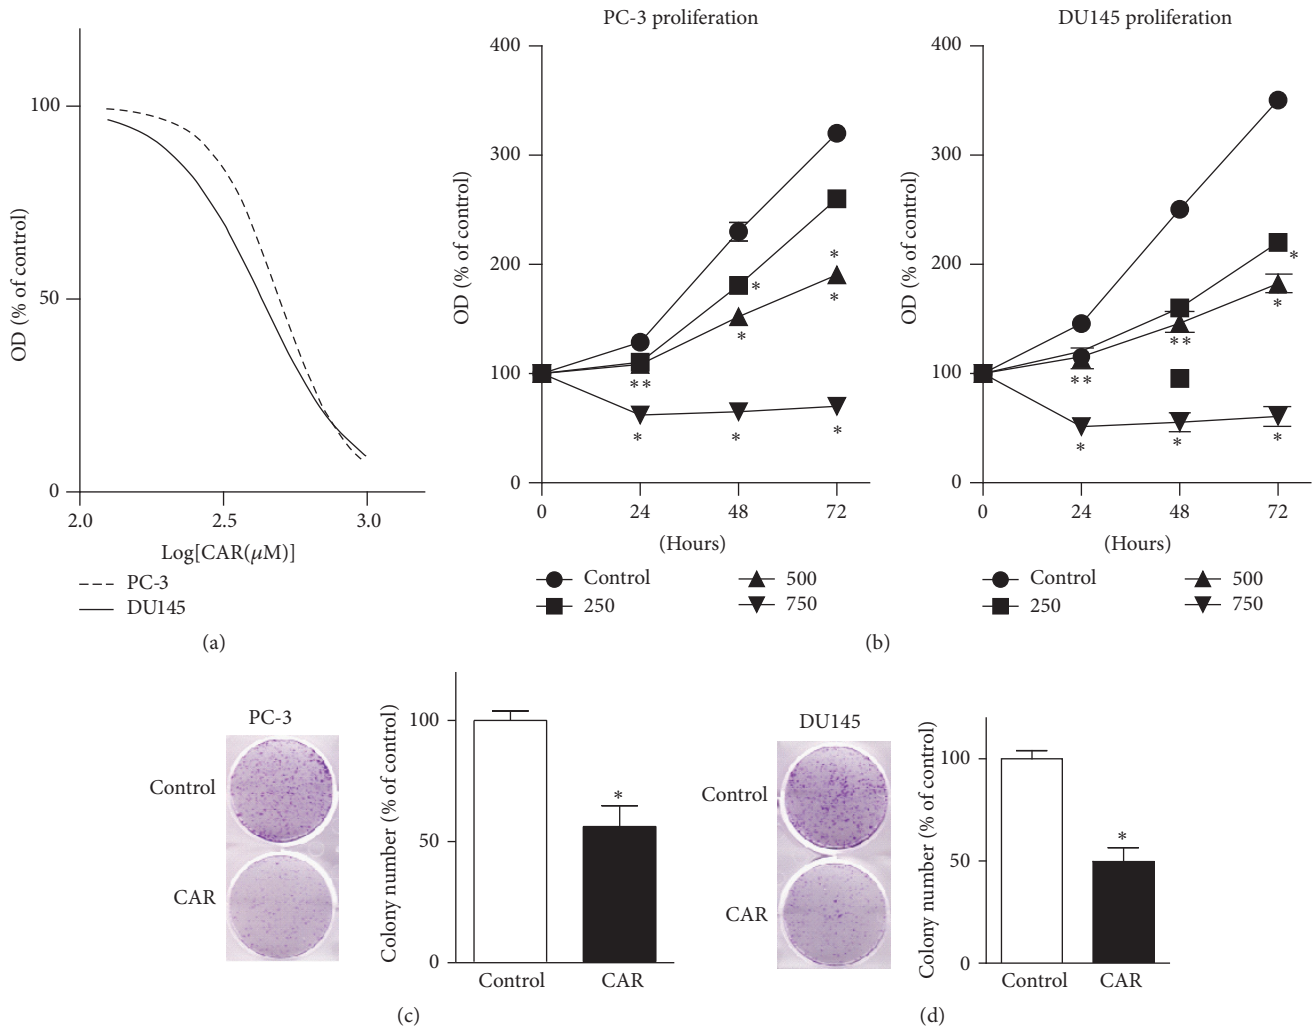 100
50
0
OD (% of control)
2.0
2.5
3.0
Log[CAR(μM)]
PC-3
DU145
(a)
PC-3 proliferation
400
300
200
100
0
OD (% of control)
*
*
*
*
**
*
*
*
0
24
48
72
(Hours)
Control
250
500
750
DU145 proliferation
400
300
200
100
0
OD (% of control)
*
*
**
**
*
*
*
0
24
48
72
(Hours)
Control
250
500
750
(b)
PC-3
Control
CAR
Colony number (% of control)
100
50
0
*
Control
CAR
(c)
DU145
Control
CAR
Colony number (% of control)
100
50
0
*
Control
CAR
(d)